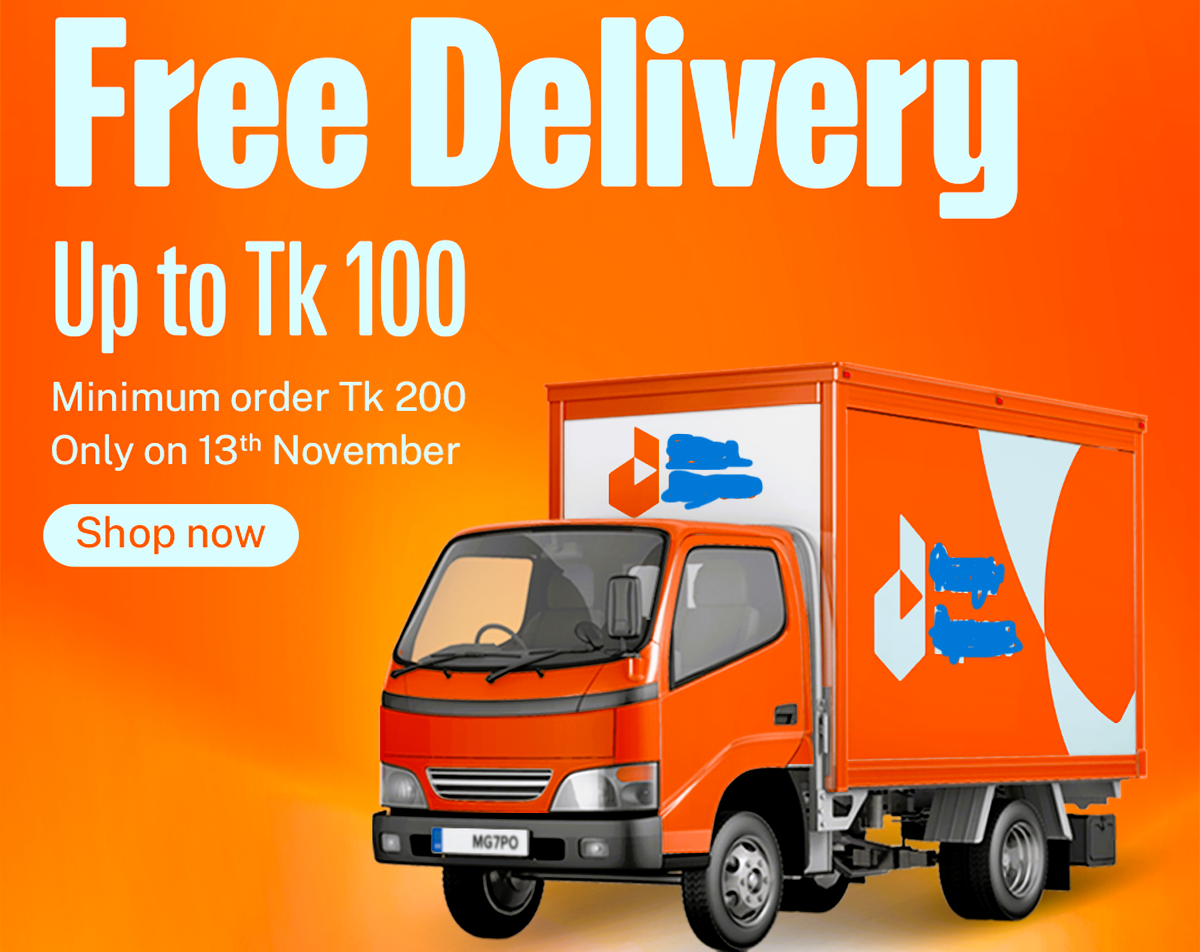 Free Delivery
Up to Tk 100
Minimum order Tk 200
Only on 13th November
Shop now
MG7PO